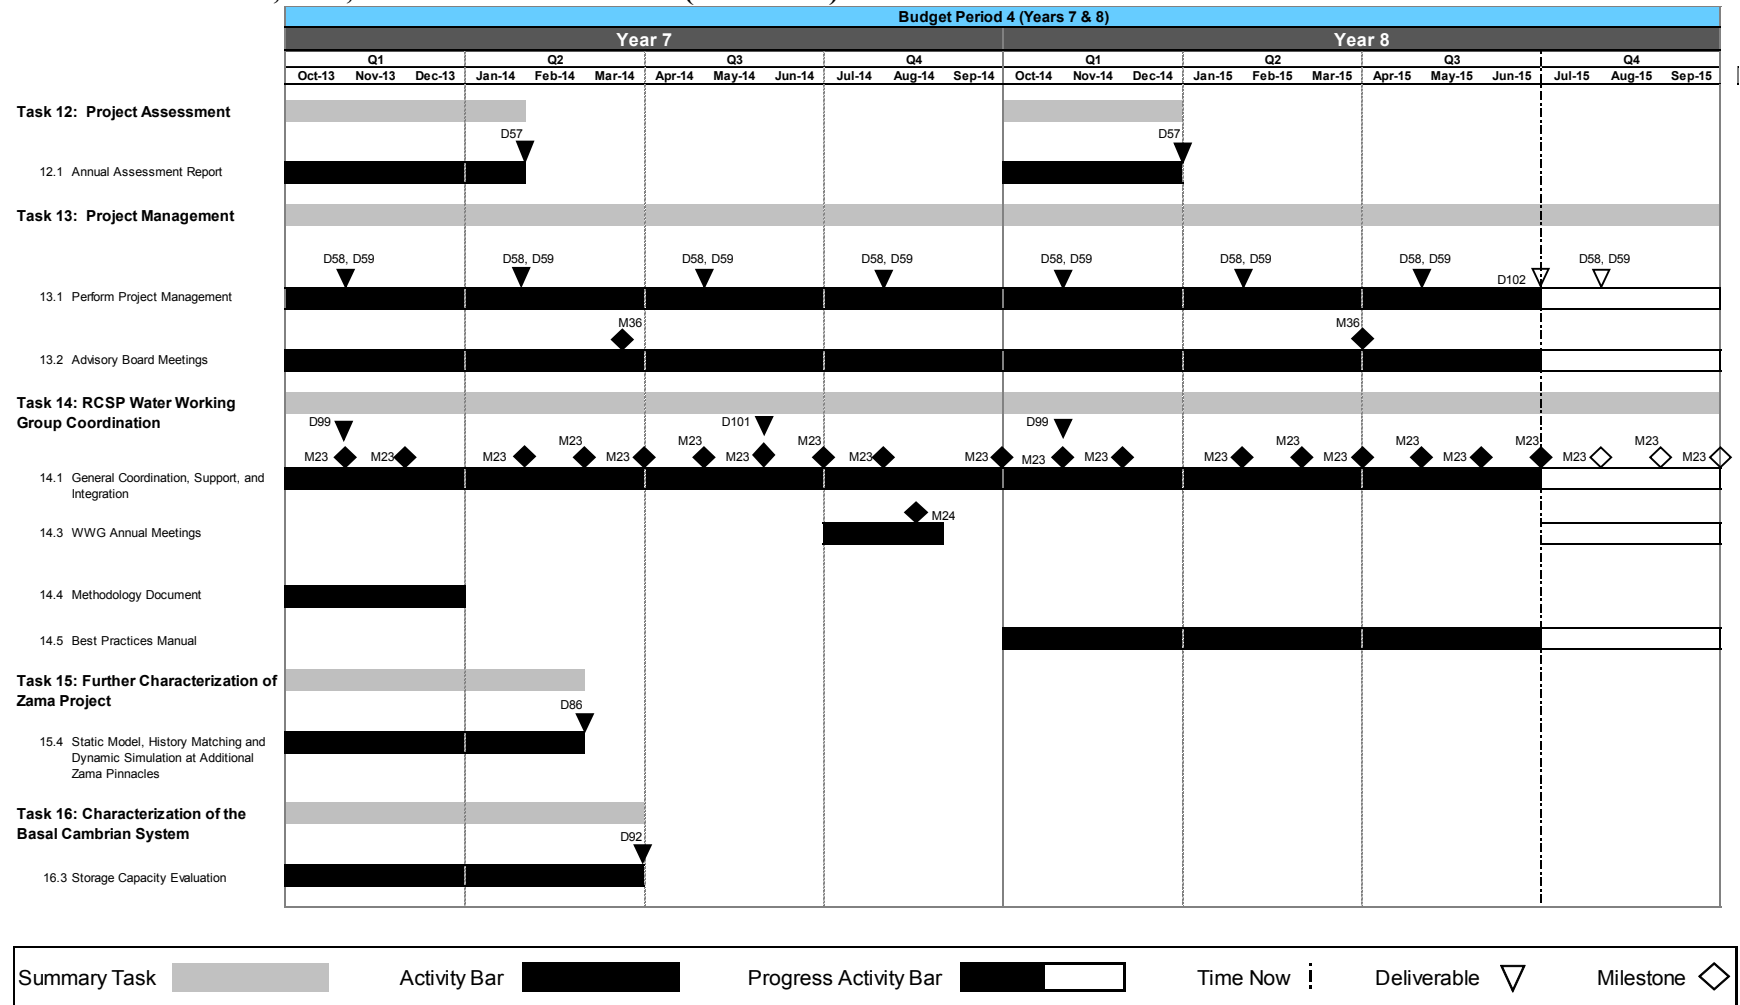 Budget Period 4 (Years 7 & 8)
Year 7 Year 8
Q1 Q2 Q3 Q4 Q1 Q2 Q3 Q4
Oct-13 Nov-13 Dec-13 Jan-14 Feb-14 Mar-14 Apr-14 May-14 Jun-14 Jul-14 Aug-14 Sep-14 Oct-14 Nov-14 Dec-14 Jan-15 Feb-15 Mar-15 Apr-15 May-15 Jun-15 Jul-15 Aug-15 Sep-15
Task 12: Project Assessment
D57 D57
12.1 Annual Assessment Report
Task 13: Project Management
D58, D59 D58, D59 D58, D59 D58, D59 D58, D59 D58, D59 D58, D59 D58, D59
D102
13.1 Perform Project Management
M36 M36
13.2 Advisory Board Meetings
Task 14: RCSP Water Working
Group Coordination
D99 D101 D99
M23 M23 M23 M23 M23 M23 M23 M23 M23 M23 M23 M23 M23 M23 M23 M23 M23 M23 M23 M23 M23
14.1 General Coordination, Support, and
Integration
M24
14.3 WWG Annual Meetings
14.4 Methodology Document
14.5 Best Practices Manual
Task 15: Further Characterization of
Zama Project
D86
15.4 Static Model, History Matching and
Dynamic Simulation at Additional
Zama Pinnacles
Task 16: Characterization of the
Basal Cambrian System
D92
16.3 Storage Capacity Evaluation
Summary Task Activity Bar Progress Activity Bar Time Now Deliverable Milestone